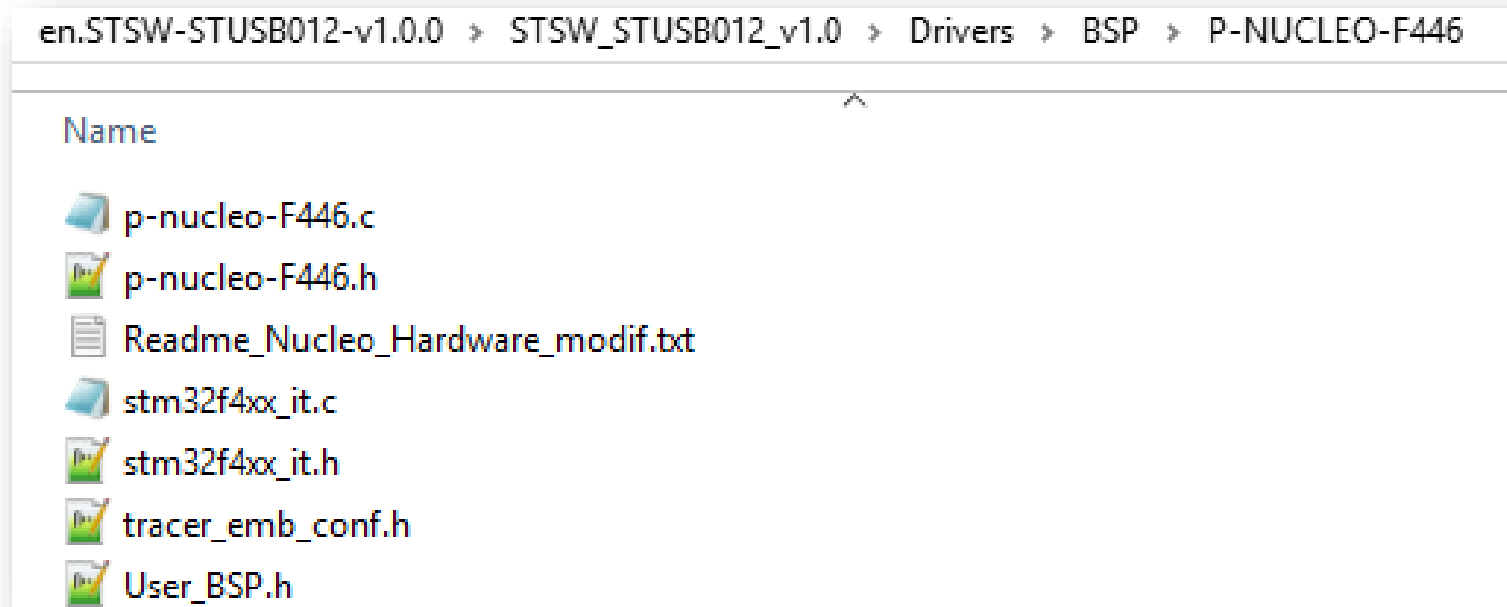 en.STSW-STUSB012-v1.0.0 > STSW_STUSB012_v1.0 > Drivers > BSP > P-NUCLEO-F446
Name
p-nucleo-F446.c
p-nucleo-F446.h
Readme_Nucleo_Hardware_modif.txt
stm32f4xx_it.c
stm32f4xx_it.h
tracer_emb_conf.h
User_BSP.h